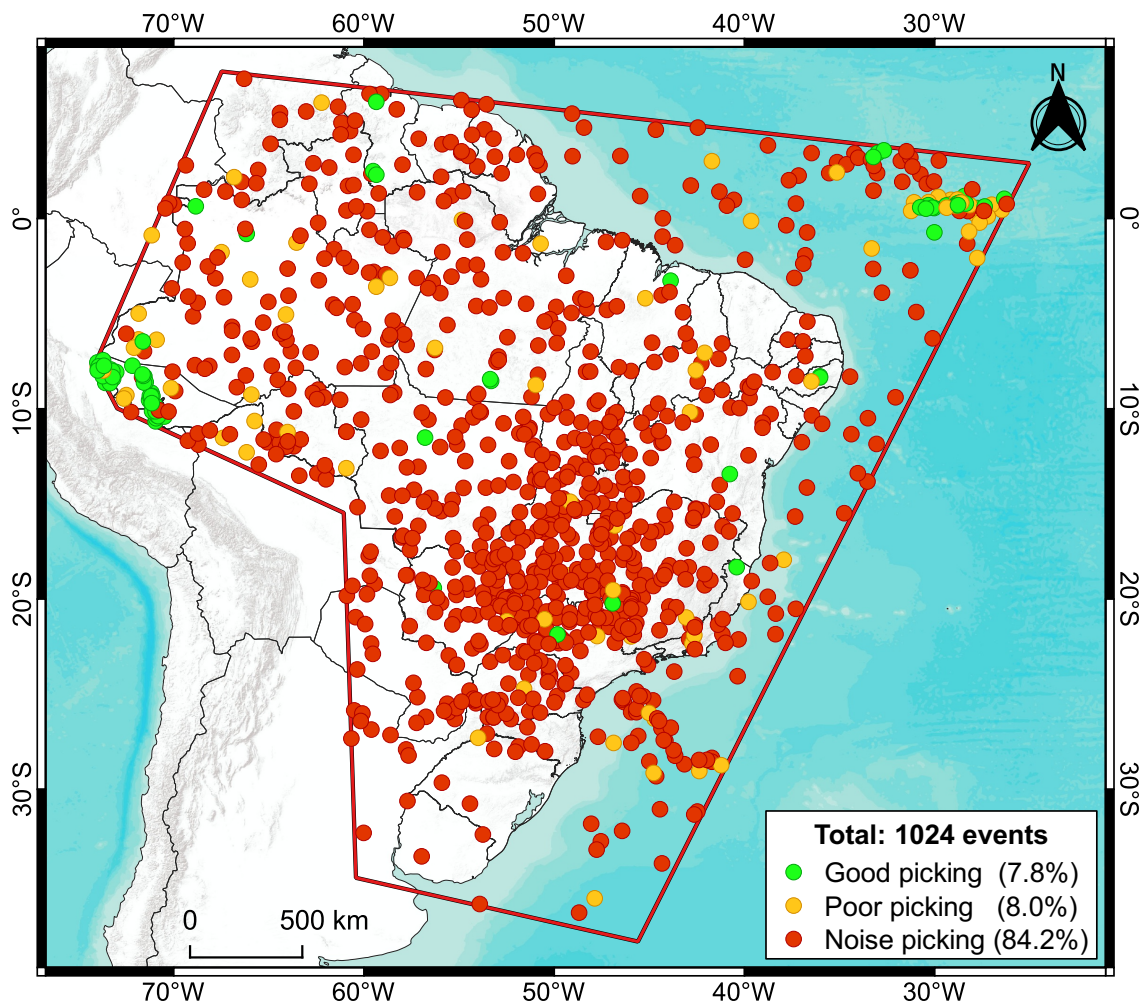 70°W 60°W 50°W 40°W 30°W
N
0° 0°
10°S 10°S
20°S 20°S
30°S 30°S
Total: 1024 events
Good picking (7.8%)
Poor picking (8.0%)
Noise picking (84.2%)
0 500 km
70°W 60°W 50°W 40°W 30°W